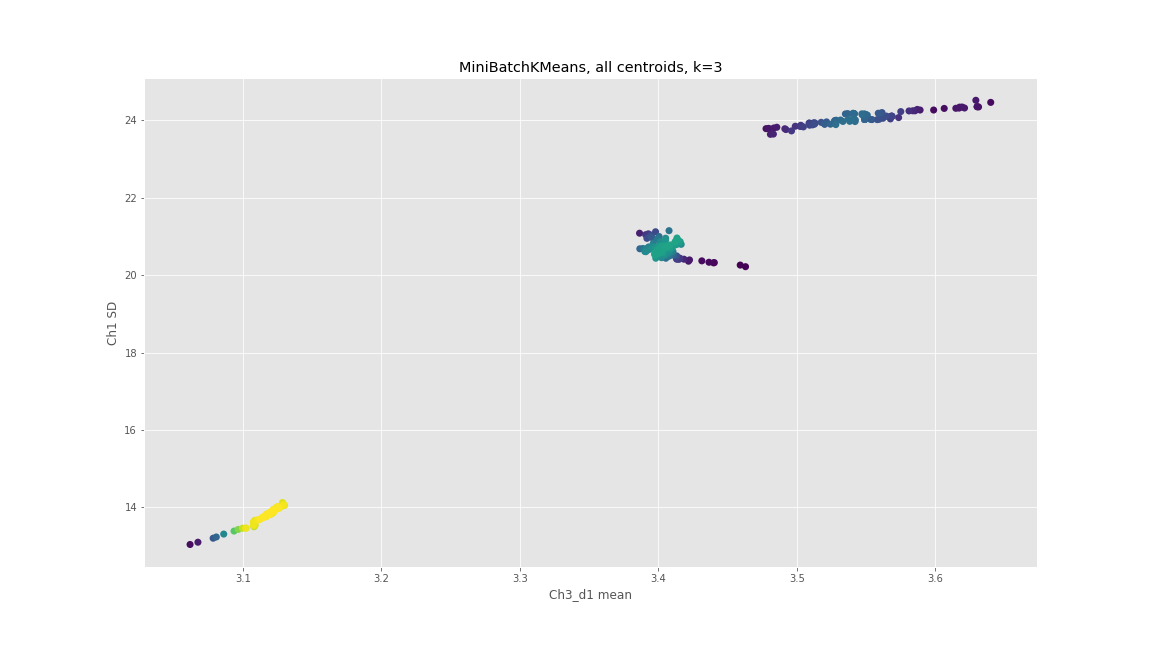 MiniBatchKMeans, all centroids, k=3
24
22
20
18
16
14
Ch1 SD
3.1 3.2 3.3 3.4 3.5 3.6
Ch3_d1 mean